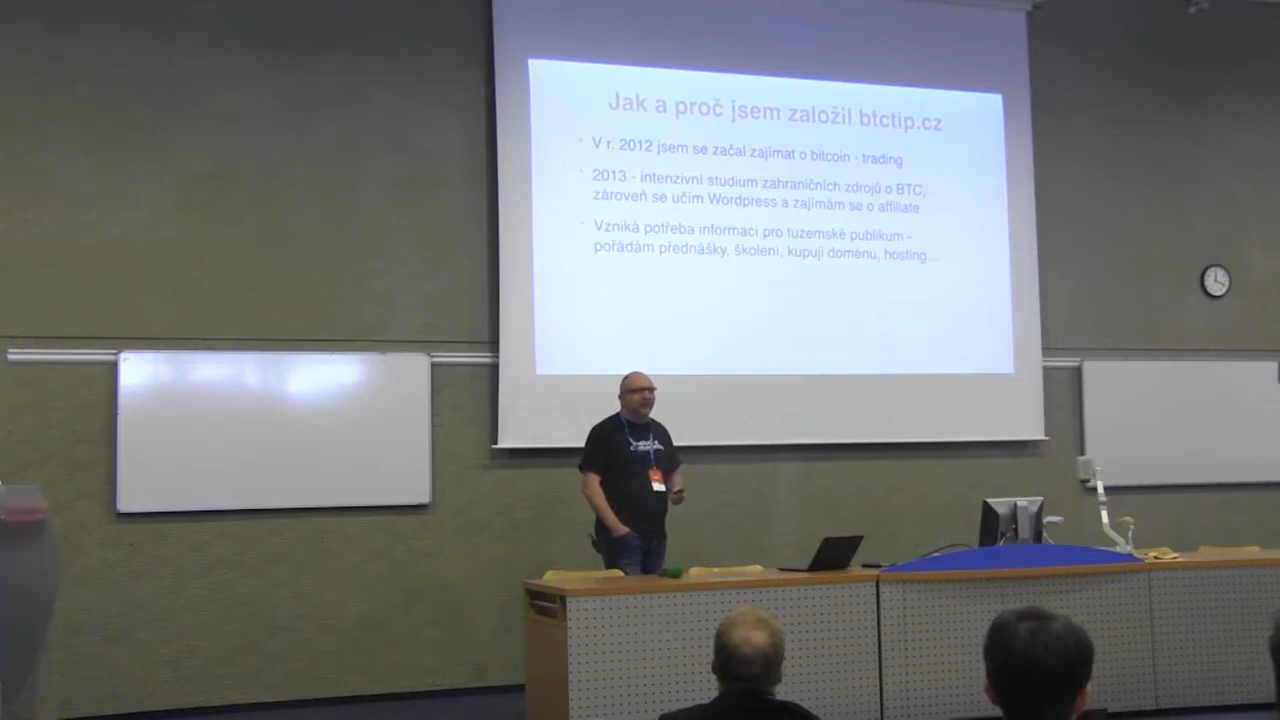 Jak a proč jsem založil btctip.cz
V r. 2012 jsem se začal zajímat o bitcoin - trading
2013 - intenzivní studium zahraničních zdrojů o BTC,
zároveň se učím Wordpress a zajímám se o affiliate
Vzniká potřeba informací pro tuzemské publikum -
pořádám přednášky, školení, kupuji doménu, hosting...